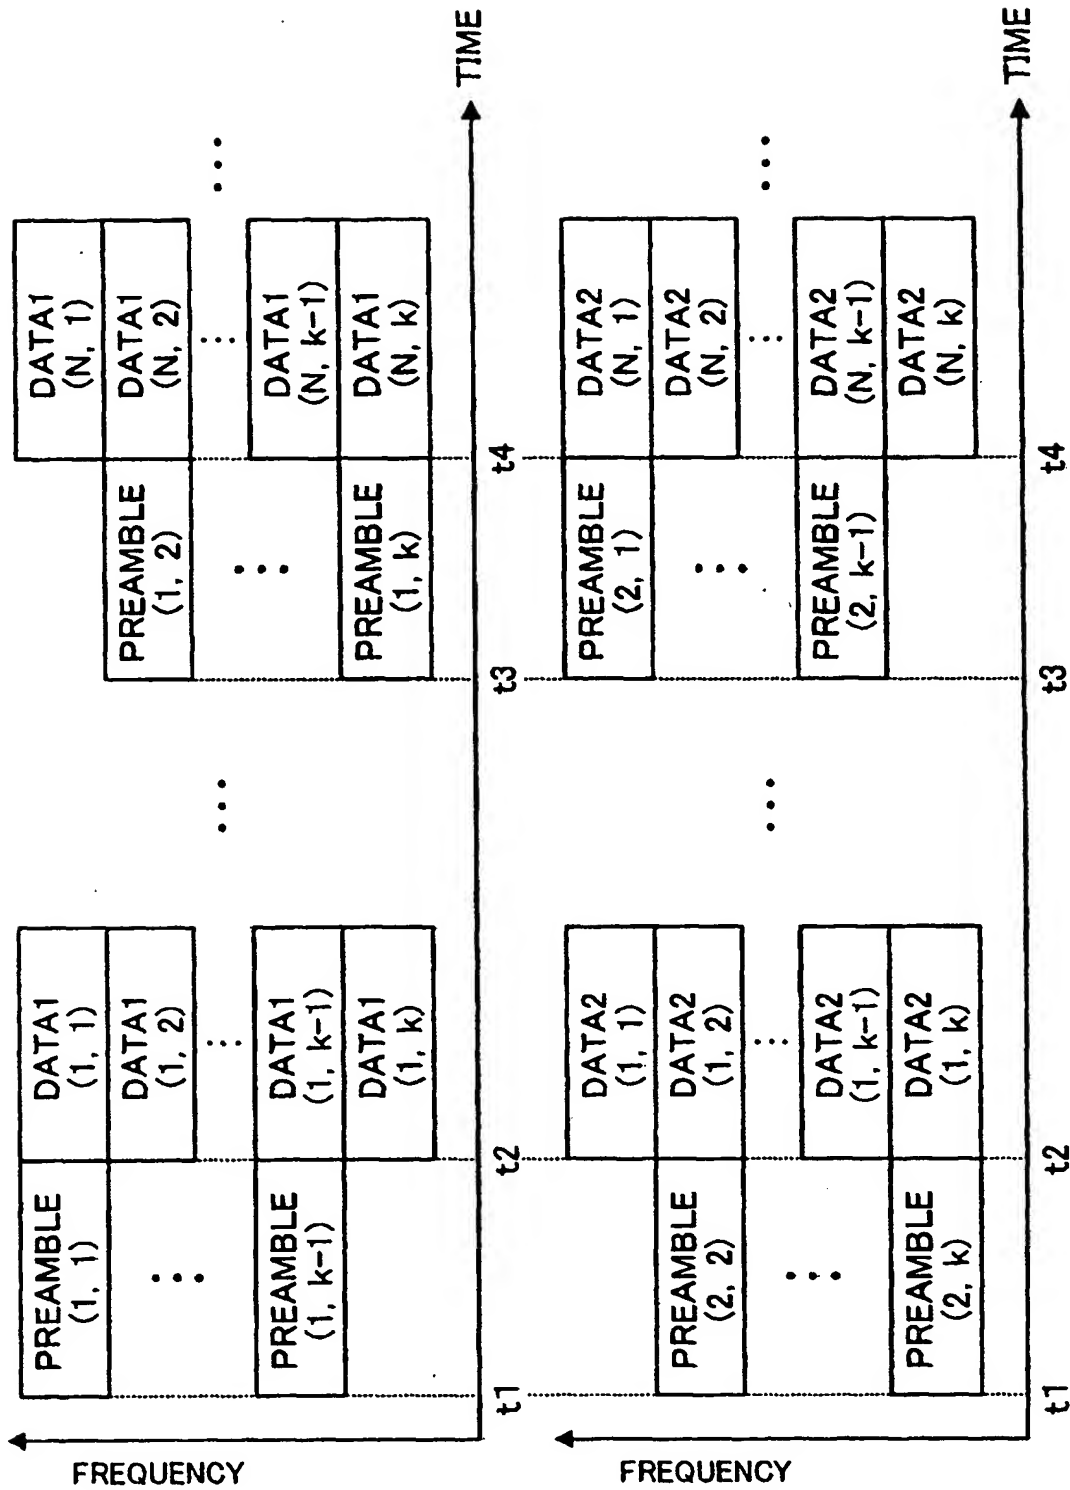 FREQUENCY
PREAMBLE
(1, 1)
DATA1
(1, 1)
DATA1
(N, 1)
DATA1
(1, 2)
PREAMBLE
(1, 2)
DATA1
(N, 2)
PREAMBLE
(1, k-1)
DATA1
(1, k-1)
DATA1
(N, k-1)
DATA1
(1, k)
PREAMBLE
(1, k)
DATA1
(N, k)
TIME
t1
t2
t3
t4
FREQUENCY
DATA2
(1, 1)
PREAMBLE
(2, 1)
DATA2
(N, 1)
PREAMBLE
(2, 2)
DATA2
(1, 2)
DATA2
(N, 2)
DATA2
(1, k-1)
PREAMBLE
(2, k-1)
DATA2
(N, k-1)
PREAMBLE
(2, k)
DATA2
(1, k)
DATA2
(N, k)
TIME
t1
t2
t3
t4